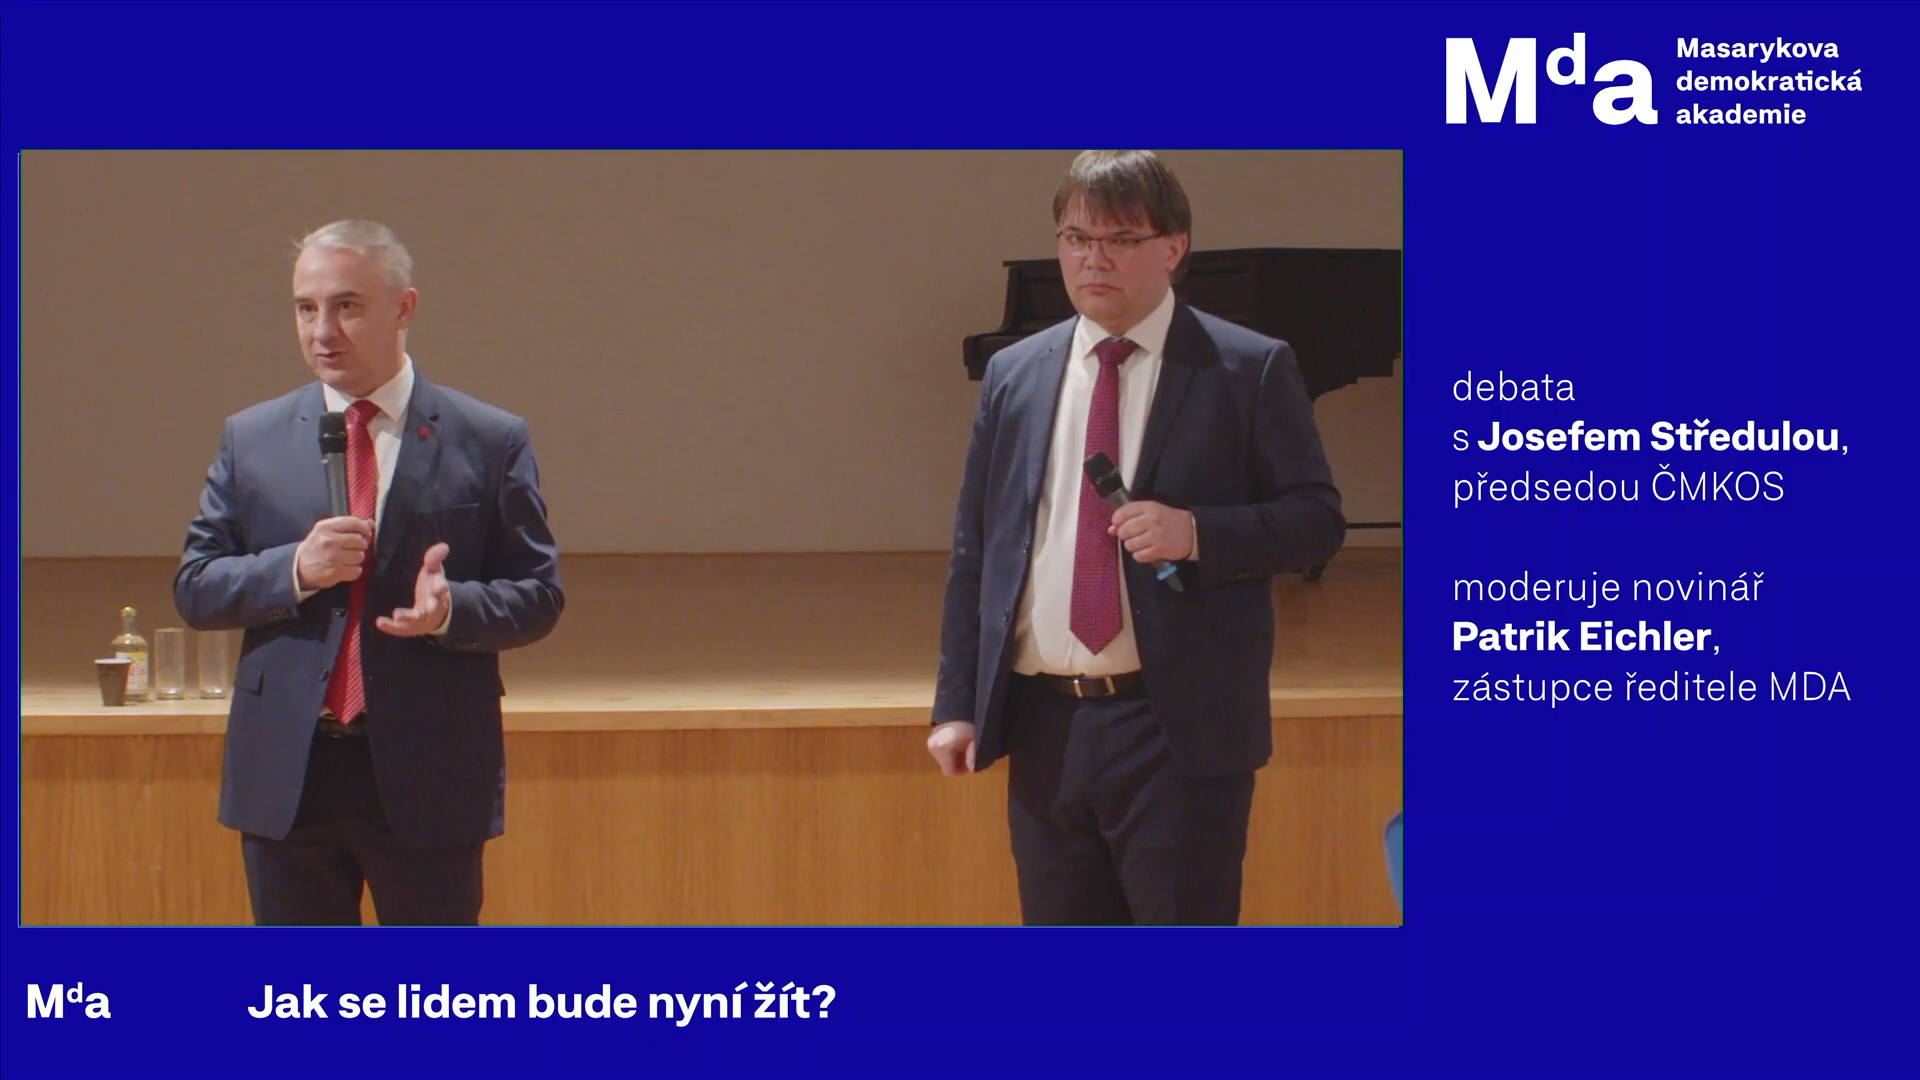 Mda
Masarykova
demokratická
akademie
debata
s Josefem Středulou,
předsedou ČMKOS
moderuje novinář
Patrik Eichler,
zástupce ředitele MDA
Mda
Jak se lidem bude nyní žít?